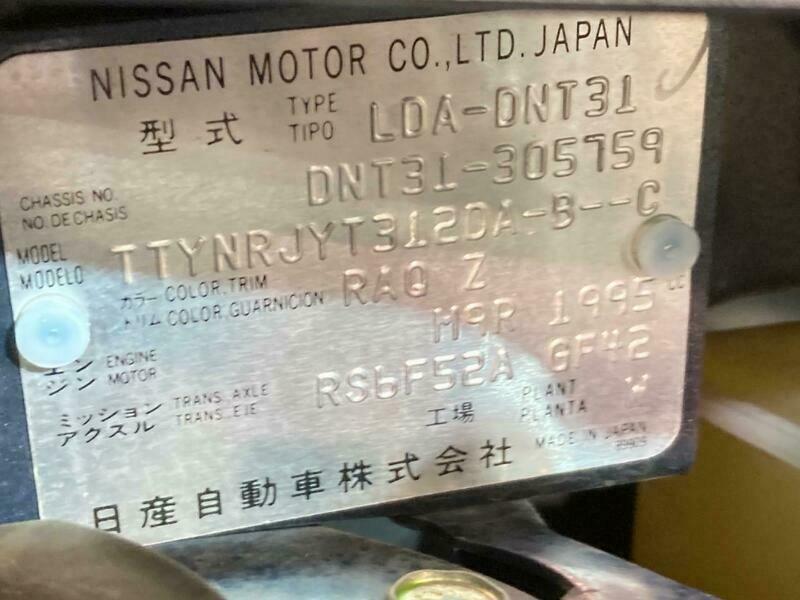 NISSAN MOTOR CO.,LTD. JAPAN
型式 TYPE TIPO LDA-DNT31
CHASSIS NO. NO. DE CHASIS DNT31-305759
MODEL MODELO TTYNRJYT312DA-B--C
カラー COLOR, TRIM トリム COLOR, GUARNICION RAQ Z
エンジン ENGINE MOTOR M9R 1995 CC
ミッション TRANS. AXLE アクスル TRANS. EJE RS6F52A GF42
工場 PLANT PLANTA
MADE IN JAPAN
日産自動車株式会社